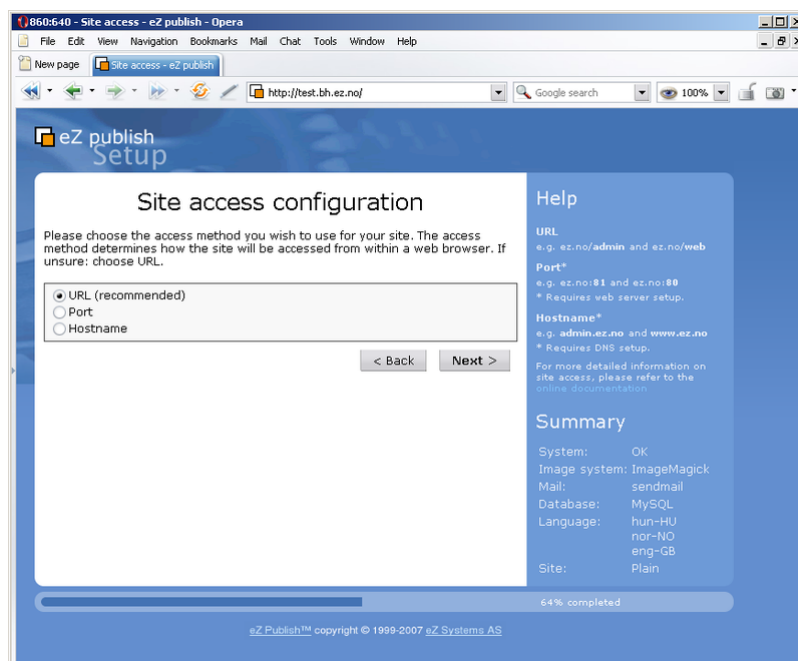 860:640 - Site access - eZ publish - Opera
File Edit View Navigation Bookmarks Mail Chat Tools Window Help
New page Site access - eZ publish
http://test.bh.ez.no/ Google search 100%
eZ publish
Setup
Site access configuration
Please choose the access method you wish to use for your site. The access
method determines how the site will be accessed from within a web browser. If
unsure: choose URL.
URL (recommended)
Port
Hostname
< Back Next >
Help
URL
e.g. ez.no/admin and ez.no/web
Port*
e.g. ez.no:81 and ez.no:80
* Requires web server setup.
Hostname*
e.g. admin.ez.no and www.ez.no
* Requires DNS setup.
For more detailed information on
site access, please refer to the
online documentation
Summary
System: OK
Image system: ImageMagick
Mail: sendmail
Database: MySQL
Language: hun-HU
nor-NO
eng-GB
Site: Plain
64% completed
eZ Publish™ copyright © 1999-2007 eZ Systems AS